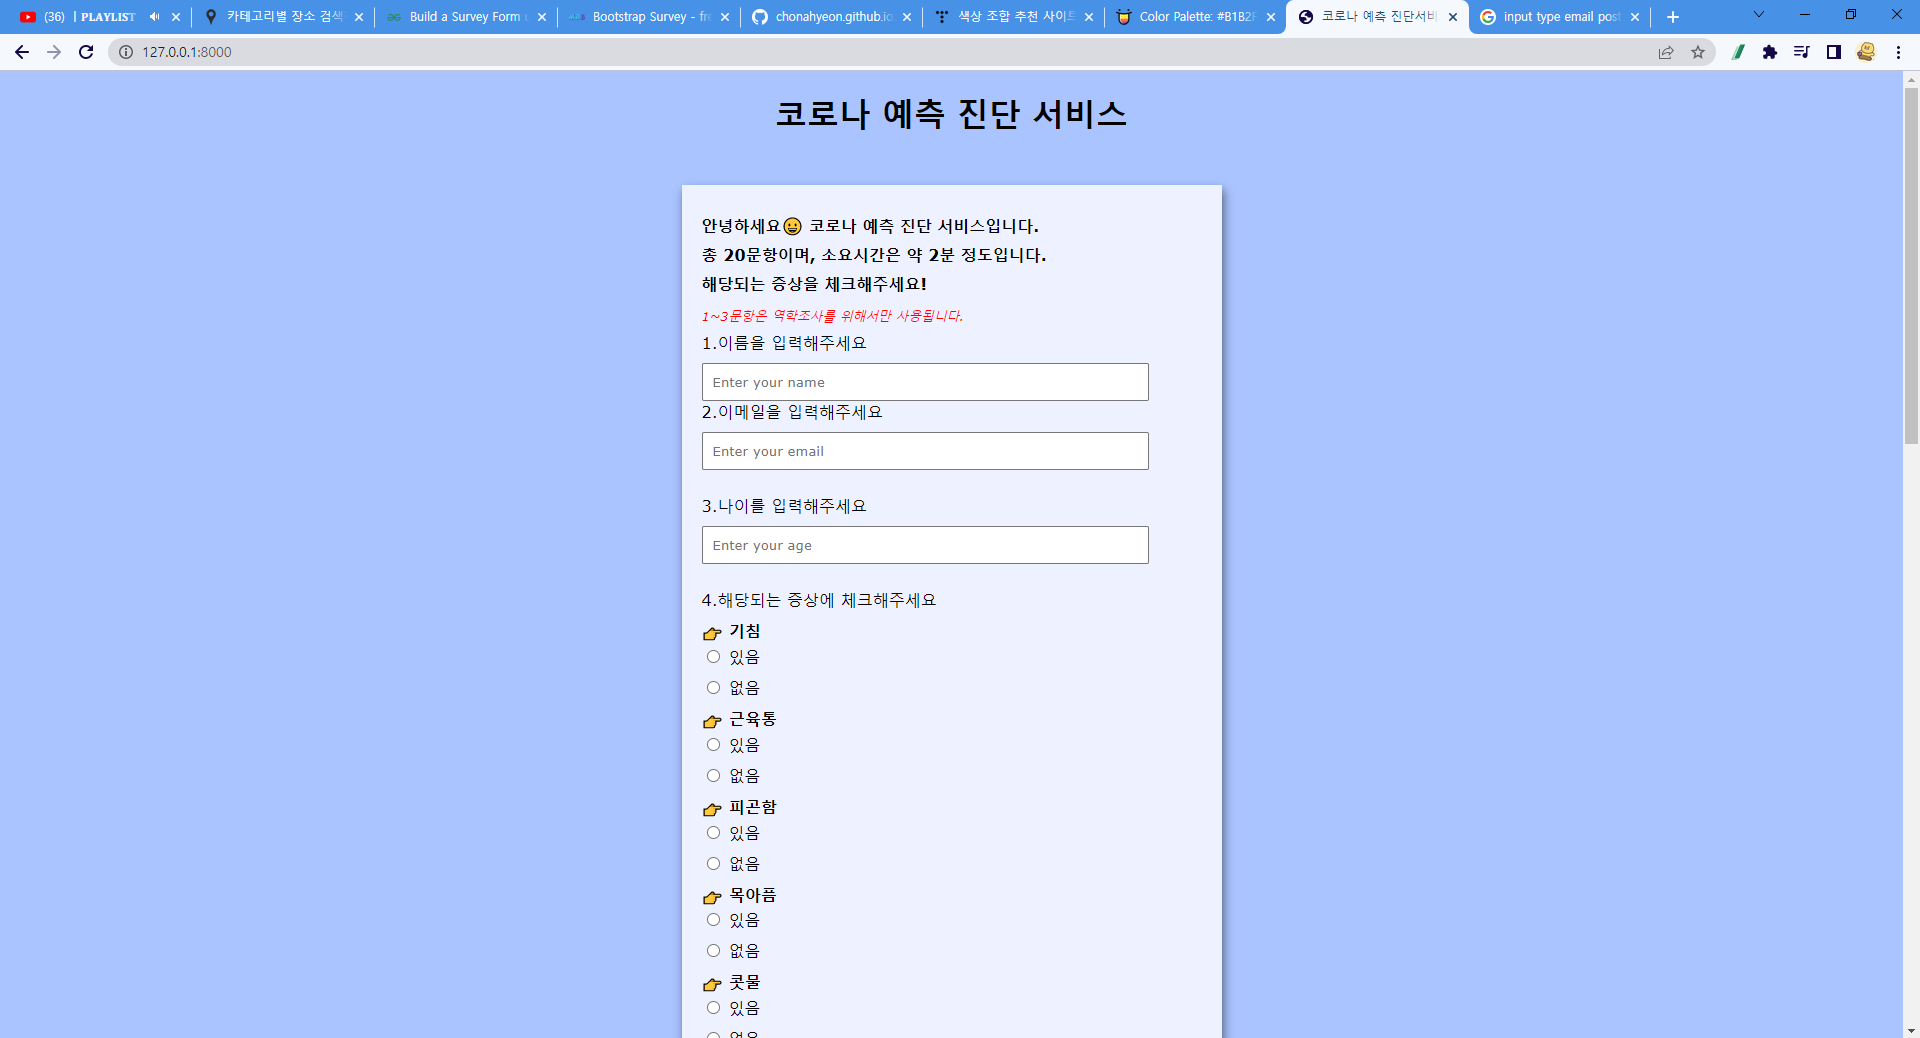 (36) | PLAYLIST
카테고리별 장소 검색
Build a Survey Form
Bootstrap Survey - fre
chonahyeon.github.io
색상 조합 추천 사이트
Color Palette: #B1B2F
코로나 예측 진단서비
input type email post
127.0.0.1:8000
코로나 예측 진단 서비스
안녕하세요😀 코로나 예측 진단 서비스입니다.
총 20문항이며, 소요시간은 약 2분 정도입니다.
해당되는 증상을 체크해주세요!
1~3문항은 역학조사를 위해서만 사용됩니다.
1.이름을 입력해주세요
Enter your name
2.이메일을 입력해주세요
Enter your email
3.나이를 입력해주세요
Enter your age
4.해당되는 증상에 체크해주세요
👉 기침
있음
없음
👉 근육통
있음
없음
👉 피곤함
있음
없음
👉 목아픔
있음
없음
👉 콧물
있음
없음